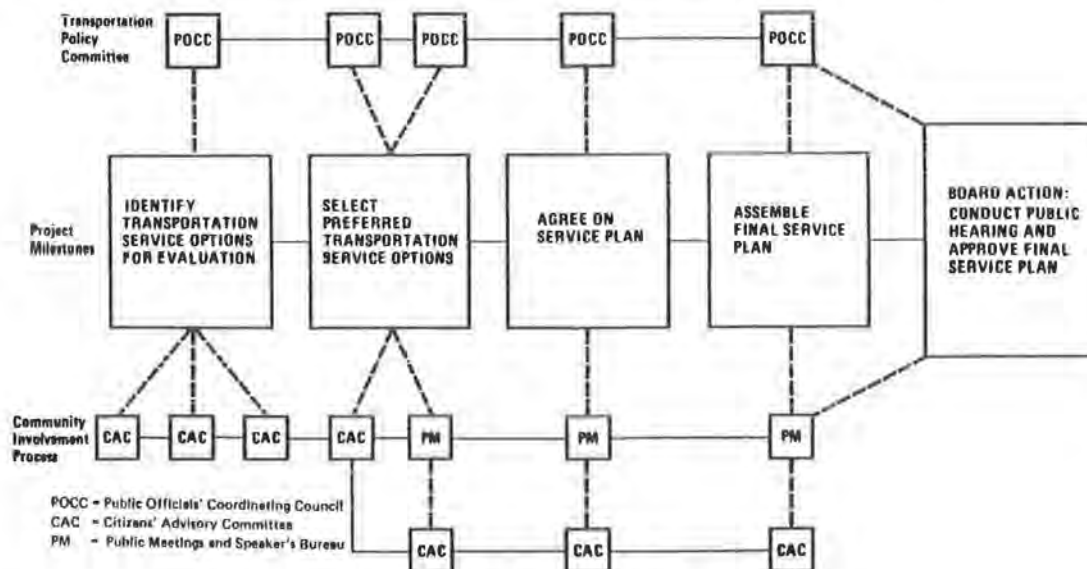 Transportation
Policy
Committee
POCC
POCC
POCC
POCC
POCC
Project
Milestones
IDENTIFY
TRANSPORTATION
SERVICE OPTIONS
FOR EVALUATION
SELECT
PREFERRED
TRANSPORTATION
SERVICE OPTIONS
AGREE ON
SERVICE PLAN
ASSEMBLE
FINAL SERVICE
PLAN
BOARD ACTION:
CONDUCT PUBLIC
HEARING AND
APPROVE FINAL
SERVICE PLAN
Community
Involvement
Process
CAC
CAC
CAC
CAC
PM
PM
PM
POCC = Public Officials' Coordinating Council
CAC = Citizens' Advisory Committee
PM = Public Meetings and Speaker's Bureau
CAC
CAC
CAC